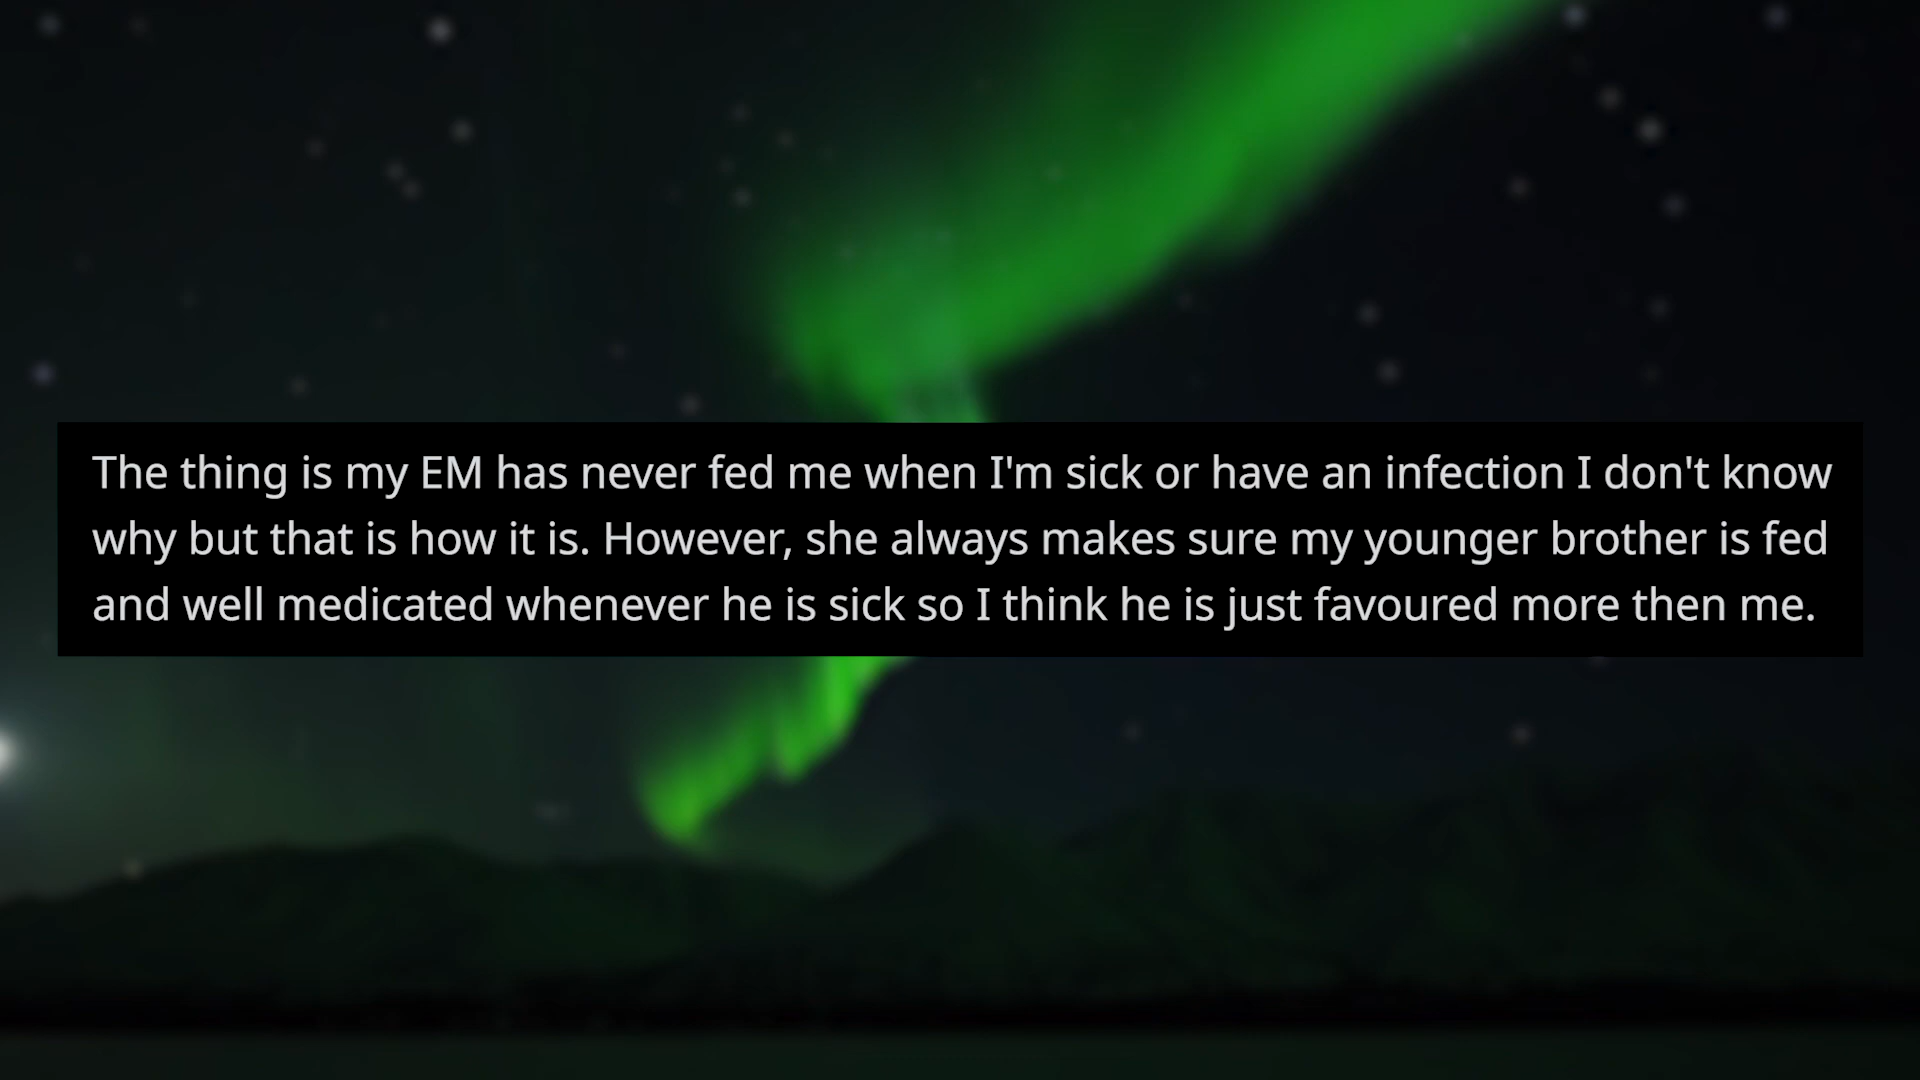 The thing is my EM has never fed me when I'm sick or have an infection I don't know
why but that is how it is. However, she always makes sure my younger brother is fed
and well medicated whenever he is sick so I think he is just favoured more then me.